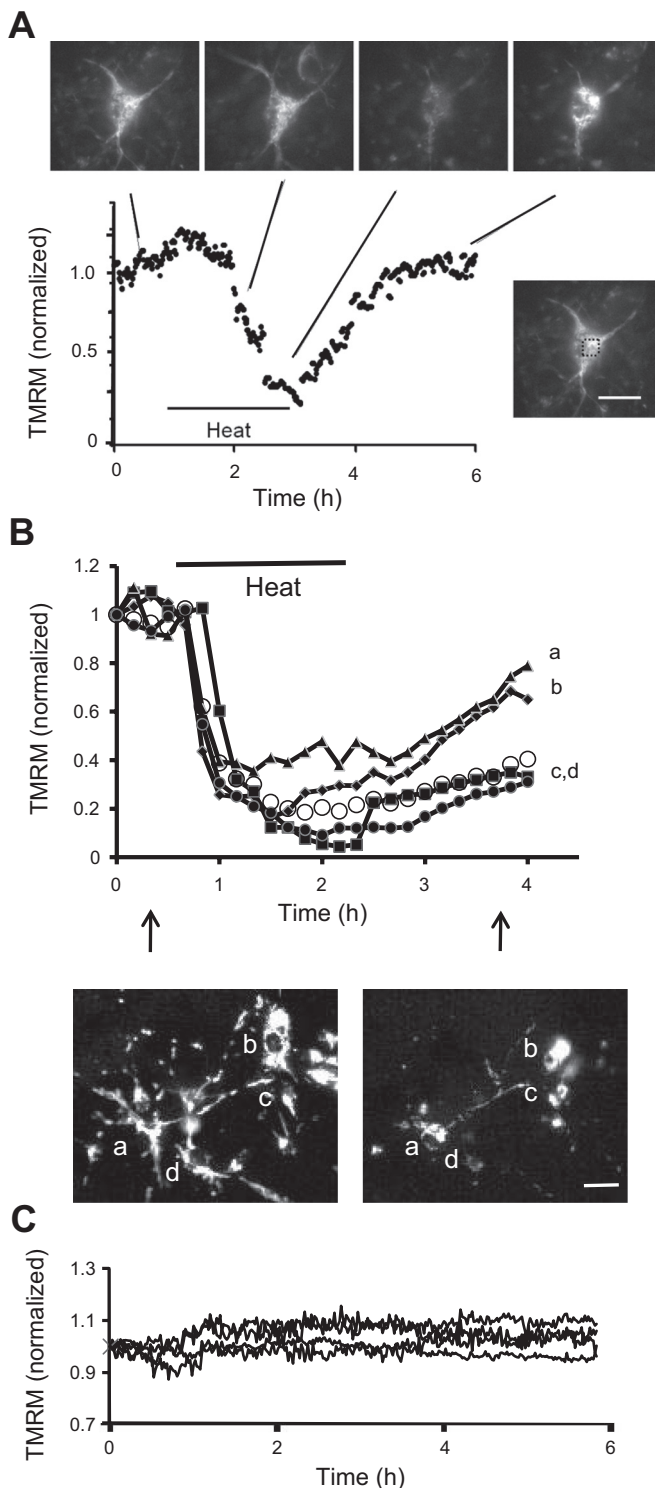 A
TMRM (normalized)
1.0
0.5
0
Heat
0
2
4
6
Time (h)
B
TMRM (normalized)
1.2
1
0.8
0.6
0.4
0.2
0
Heat
a
b
c,d
0
1
2
3
4
Time (h)
a
b
c
d
a
b
c
d
C
TMRM (normalized)
1.3
1.1
0.9
0.7
0
2
4
6
Time (h)